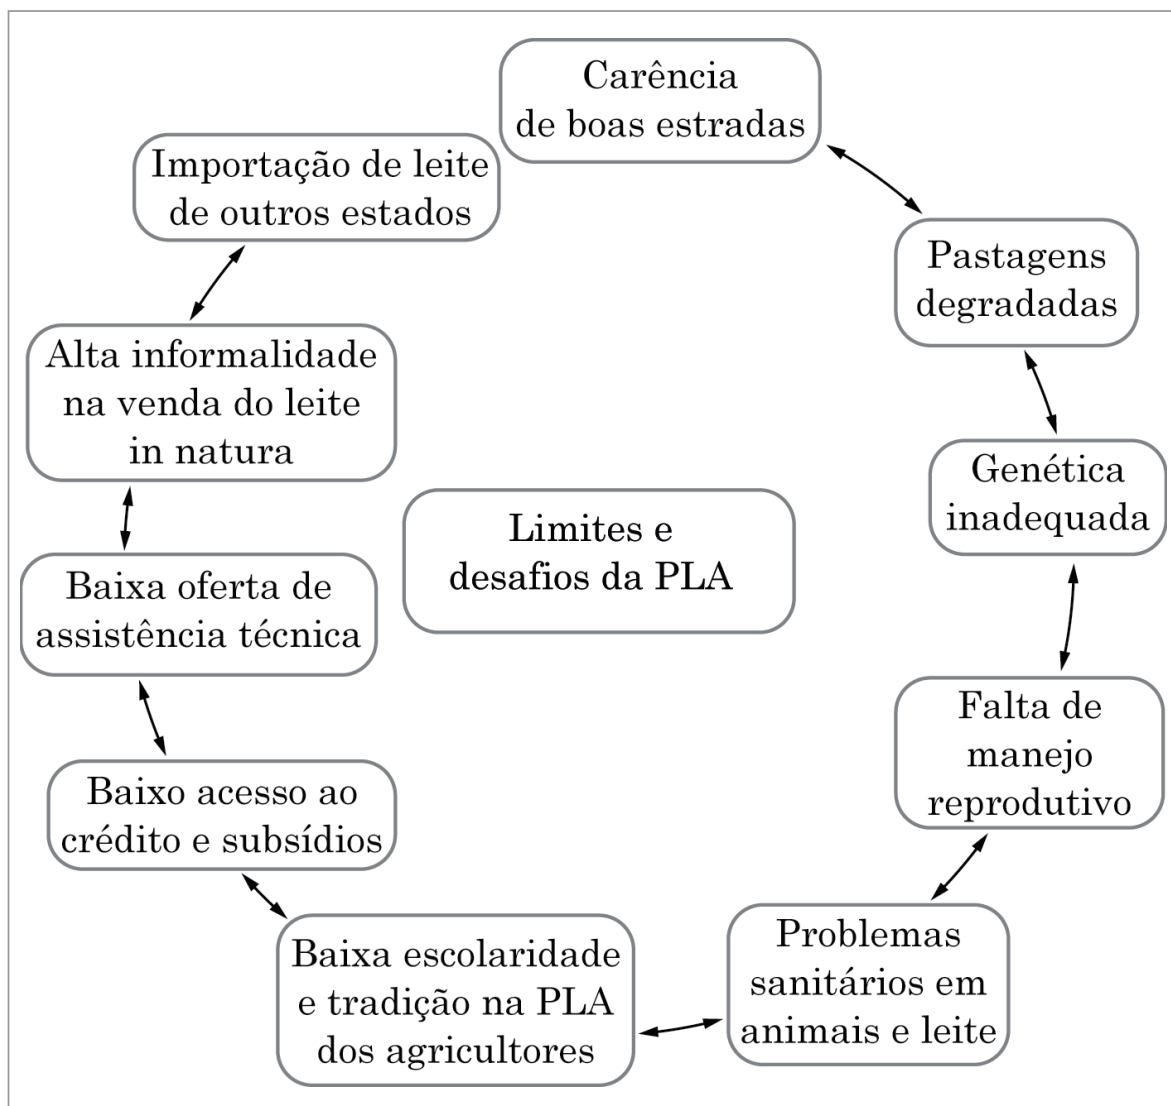 Carência
de boas estradas
Importação de leite
de outros estados
Pastagens
degradadas
Alta informalidade
na venda do leite
in natura
Genética
inadequada
Limites e
desafios da PLA
Baixa oferta de
assistência técnica
Falta de
manejo
reprodutivo
Baixo acesso ao
crédito e subsídios
Problemas
sanitários em
animais e leite
Baixa escolaridade
e tradição na PLA
dos agricultores